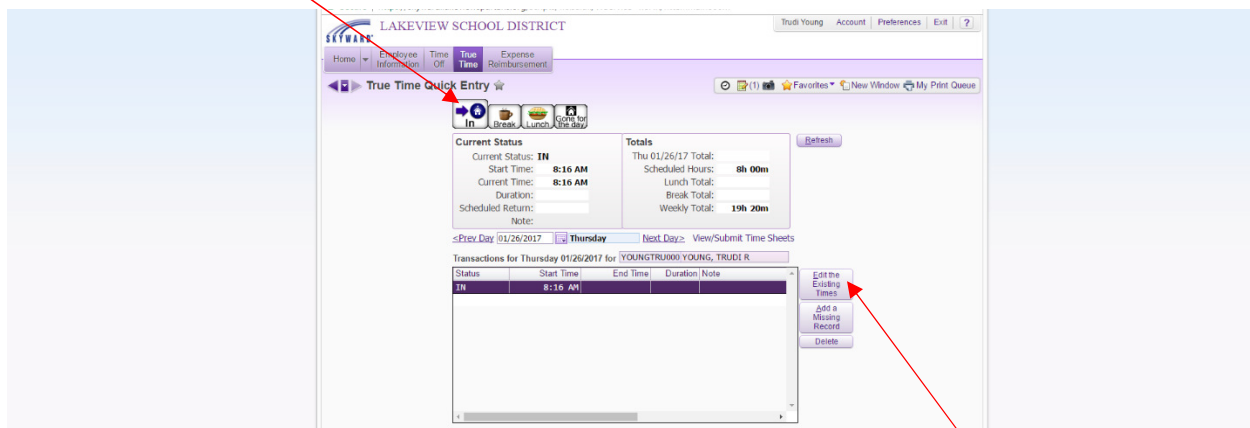 LAKEVIEW SCHOOL DISTRICT
SKYWARD
Trudi Young Account Preferences Exit ?
Home Employee Information Time Off True Time Expense Reimbursement
True Time Quick Entry
(1) Favorites New Window My Print Queue
In Break Lunch Gone for the day
Current Status
Current Status: IN
Start Time: 8:16 AM
Current Time: 8:16 AM
Duration:
Scheduled Return:
Note:
Totals
Thu 01/26/17 Total:
Scheduled Hours: 8h 00m
Lunch Total:
Break Total:
Weekly Total: 19h 20m
Refresh
<Prev Day 01/26/2017 Thursday Next Day> View/Submit Time Sheets
Transactions for Thursday 01/26/2017 for YOUNGTRU000 YOUNG, TRUDI R
Status Start Time End Time Duration Note
IN 8:16 AM
Edit the
Existing
Times
Add a
Missing
Record
Delete